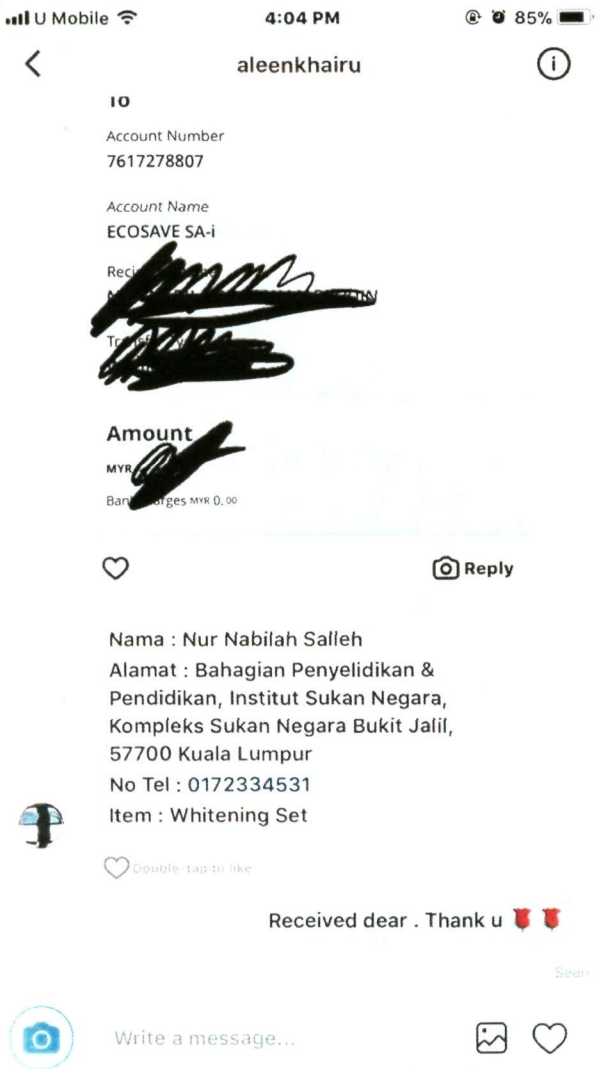 U Mobile 4:04 PM 85%
aleenkhairu
To
Account Number
7617278807
Account Name
ECOSAVE SA-i
Amount
MYR
MYR 0.00
Reply
Nama : Nur Nabilah Salleh
Alamat : Bahagian Penyelidikan &
Pendidikan, Institut Sukan Negara,
Kompleks Sukan Negara Bukit Jalil,
57700 Kuala Lumpur
No Tel : 0172334531
Item : Whitening Set
Double-tap to like
Received dear . Thank u
Seen
Write a message...